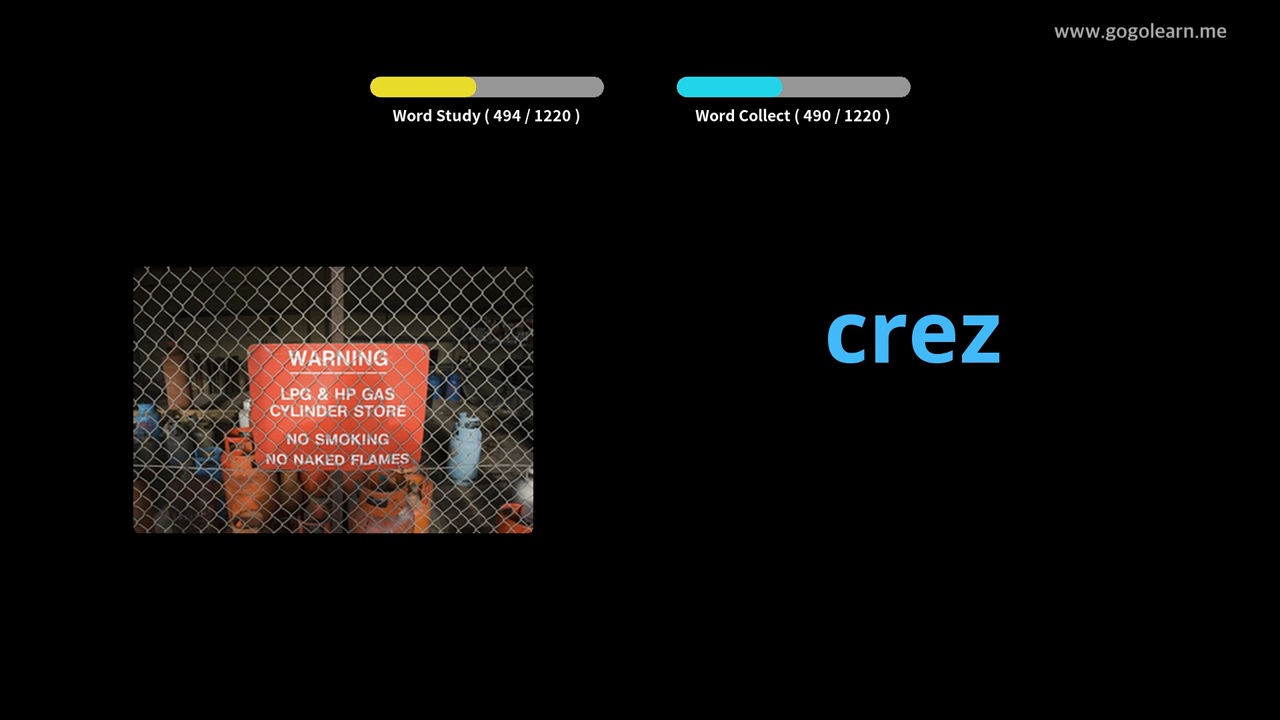 www.gogolearn.me
Word Study ( 494 / 1220 )
Word Collect ( 490 / 1220 )
WARNING
LPG & HP GAS
CYLINDER STORE
NO SMOKING
NO NAKED FLAMES
crez